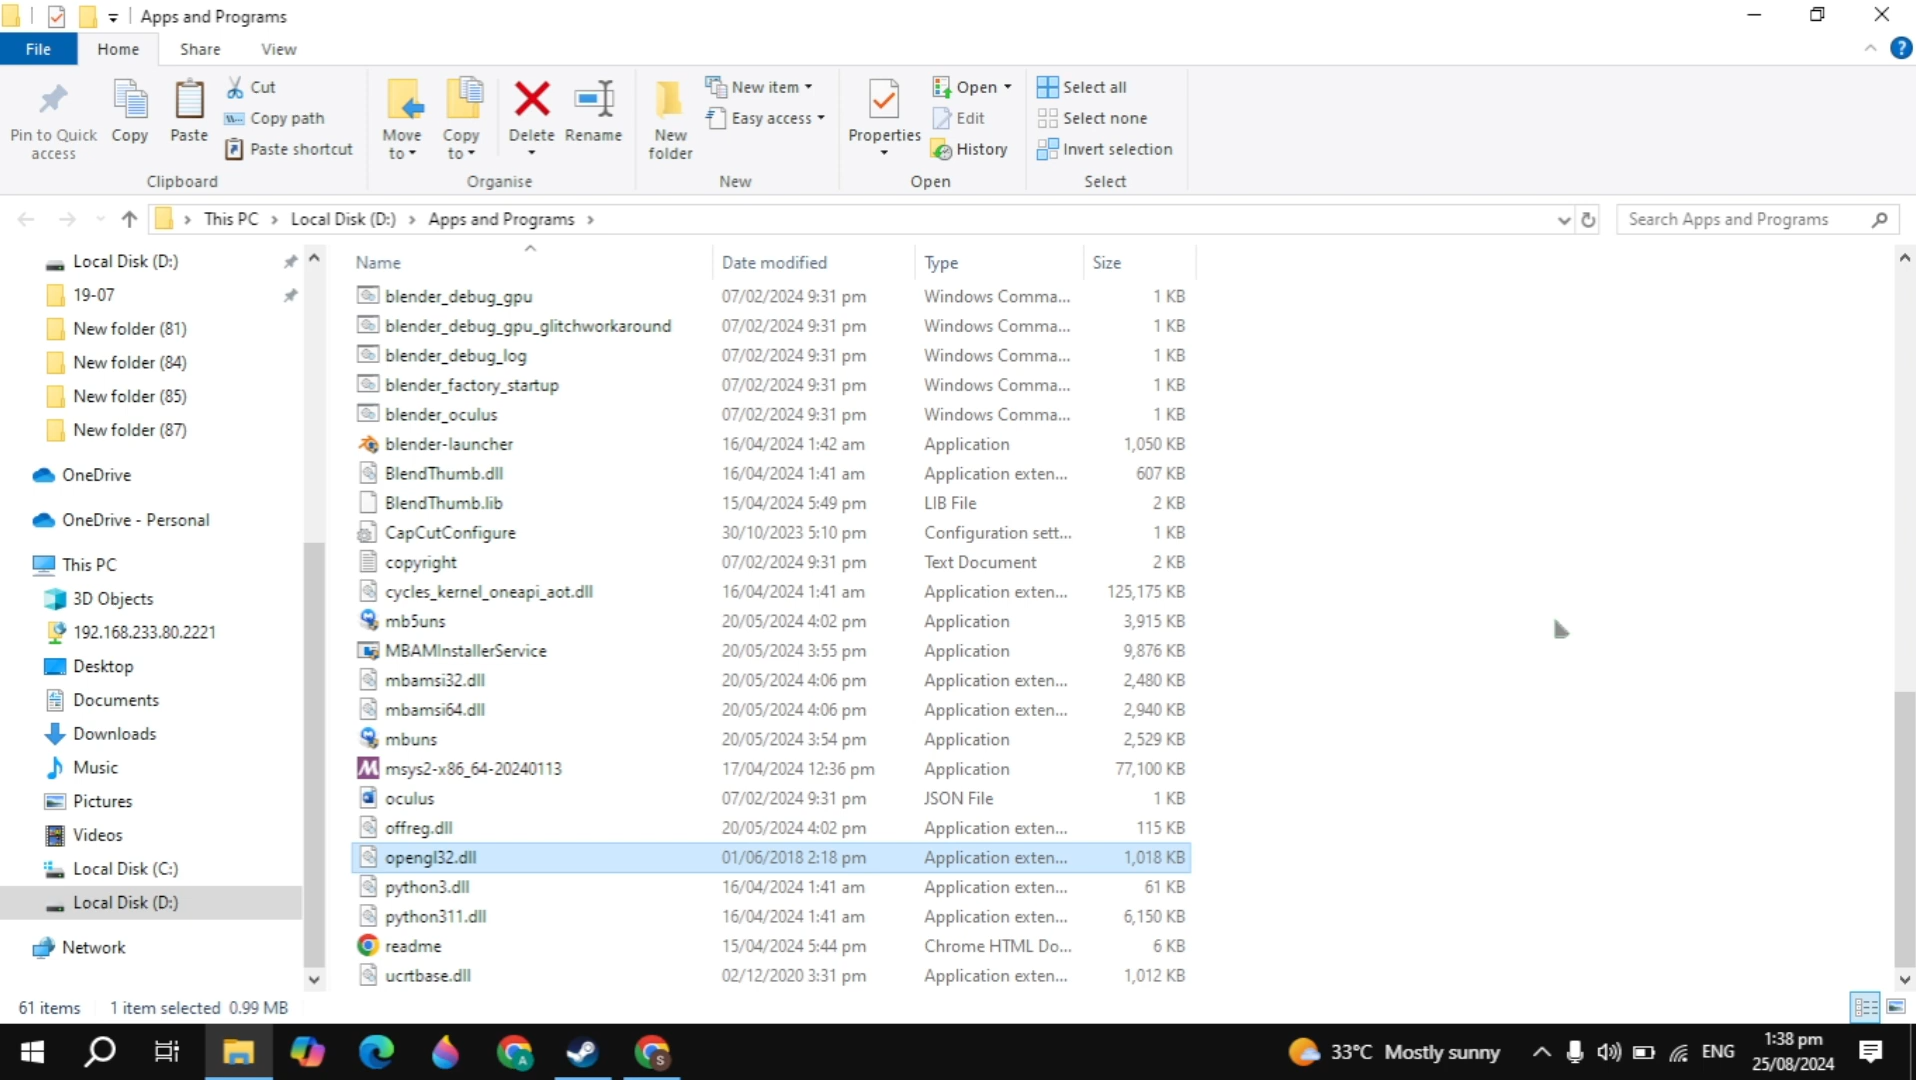 Apps and Programs
File Home Share View
Pin to Quick access
Copy
Paste
Cut
Copy path
Paste shortcut
Clipboard
Move to
Copy to
Delete
Rename
Organise
New folder
New item
Easy access
New
Properties
Open
Edit
History
Open
Select all
Select none
Invert selection
Select
This PC > Local Disk (D:) > Apps and Programs >
Search Apps and Programs
Local Disk (D:)
19-07
New folder (81)
New folder (84)
New folder (85)
New folder (87)
OneDrive
OneDrive - Personal
This PC
3D Objects
192.168.233.80.2221
Desktop
Documents
Downloads
Music
Pictures
Videos
Local Disk (C:)
Local Disk (D:)
Network
Name Date modified Type Size
blender_debug_gpu 07/02/2024 9:31 pm Windows Comma... 1 KB
blender_debug_gpu_glitchworkaround 07/02/2024 9:31 pm Windows Comma... 1 KB
blender_debug_log 07/02/2024 9:31 pm Windows Comma... 1 KB
blender_factory_startup 07/02/2024 9:31 pm Windows Comma... 1 KB
blender_oculus 07/02/2024 9:31 pm Windows Comma... 1 KB
blender-launcher 16/04/2024 1:42 am Application 1,050 KB
BlendThumb.dll 16/04/2024 1:41 am Application exten... 607 KB
BlendThumb.lib 15/04/2024 5:49 pm LIB File 2 KB
CapCutConfigure 30/10/2023 5:10 pm Configuration sett... 1 KB
copyright 07/02/2024 9:31 pm Text Document 2 KB
cycles_kernel_oneapi_aot.dll 16/04/2024 1:41 am Application exten... 125,175 KB
mb5uns 20/05/2024 4:02 pm Application 3,915 KB
MBAMInstallerService 20/05/2024 3:55 pm Application 9,876 KB
mbamsi32.dll 20/05/2024 4:06 pm Application exten... 2,480 KB
mbamsi64.dll 20/05/2024 4:06 pm Application exten... 2,940 KB
mbuns 20/05/2024 3:54 pm Application 2,529 KB
msys2-x86_64-20240113 17/04/2024 12:36 pm Application 77,100 KB
oculus 07/02/2024 9:31 pm JSON File 1 KB
offreg.dll 20/05/2024 4:02 pm Application exten... 115 KB
opengl32.dll 01/06/2018 2:18 pm Application exten... 1,018 KB
python3.dll 16/04/2024 1:41 am Application exten... 61 KB
python311.dll 16/04/2024 1:41 am Application exten... 6,150 KB
readme 15/04/2024 5:44 pm Chrome HTML Do... 6 KB
ucrtbase.dll 02/12/2020 3:31 pm Application exten... 1,012 KB
61 items 1 item selected 0.99 MB
33°C Mostly sunny
ENG
1:38 pm
25/08/2024